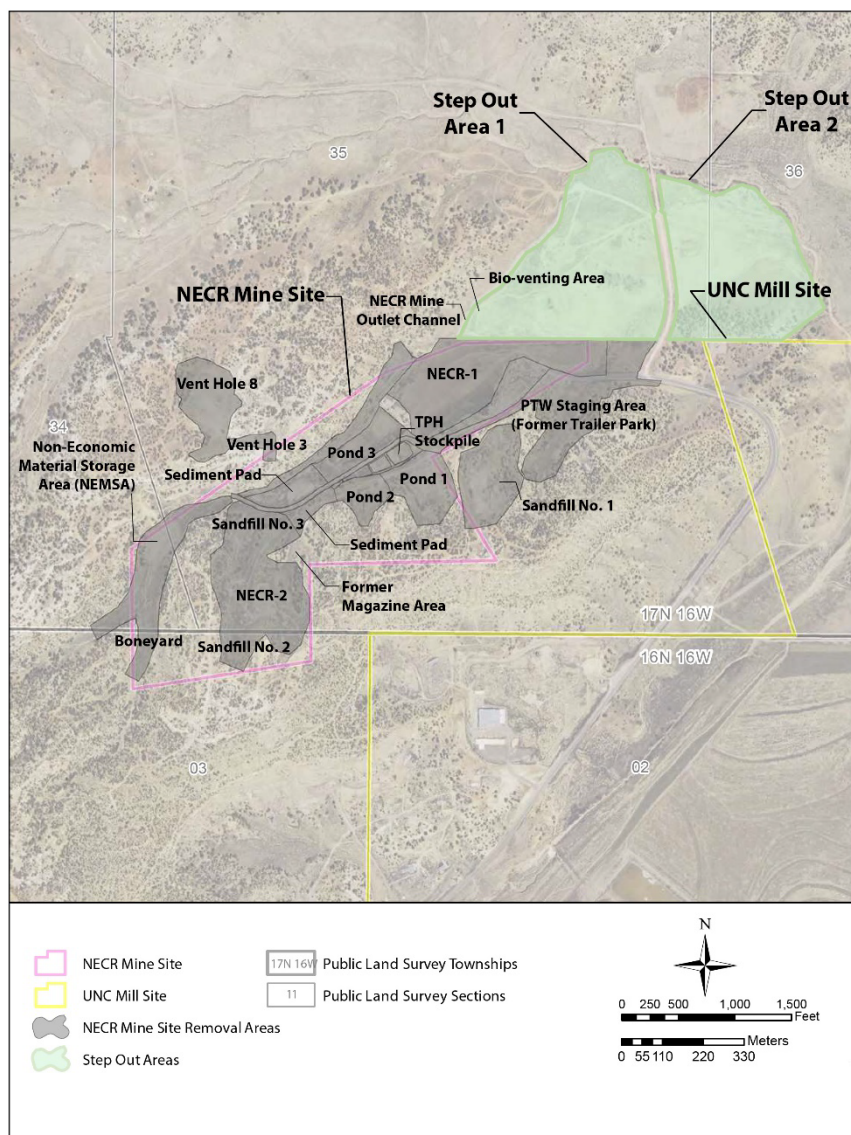 Step Out
Area 1
Step Out
Area 2
35
36
Bio-venting Area
NECR Mine Site
NECR Mine
Outlet Channel
UNC Mill Site
NECR-1
Vent Hole 8
34
PTW Staging Area
(Former Trailer Park)
TPH
Stockpile
Non-Economic
Material Storage
Area (NEMSA)
Vent Hole 3
Pond 3
Sediment Pad
Pond 1
Pond 2
Sandfill No. 1
Sandfill No. 3
Sediment Pad
Former
Magazine Area
NECR-2
17N 16W
Boneyard
Sandfill No. 2
16N 16W
03
02
N
NECR Mine Site
17N 16W
Public Land Survey Townships
UNC Mill Site
11
Public Land Survey Sections
NECR Mine Site Removal Areas
Step Out Areas
0 250 500 1,000 1,500
Feet
Meters
0 55 110 220 330